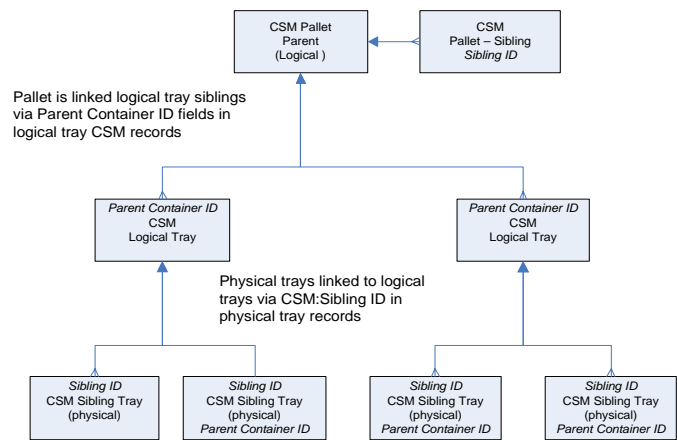 CSM Pallet
Parent
(Logical )
CSM
Pallet – Sibling
Sibling ID
Pallet is linked logical tray siblings
via Parent Container ID fields in
logical tray CSM records
Parent Container ID
CSM
Logical Tray
Parent Container ID
CSM
Logical Tray
Physical trays linked to logical
trays via CSM:Sibling ID in
physical tray records
Sibling ID
CSM Sibling Tray
(physical)
Sibling ID
CSM Sibling Tray
(physical)
Parent Container ID
Sibling ID
CSM Sibling Tray
(physical)
Parent Container ID
Sibling ID
CSM Sibling Tray
(physical)
Parent Container ID